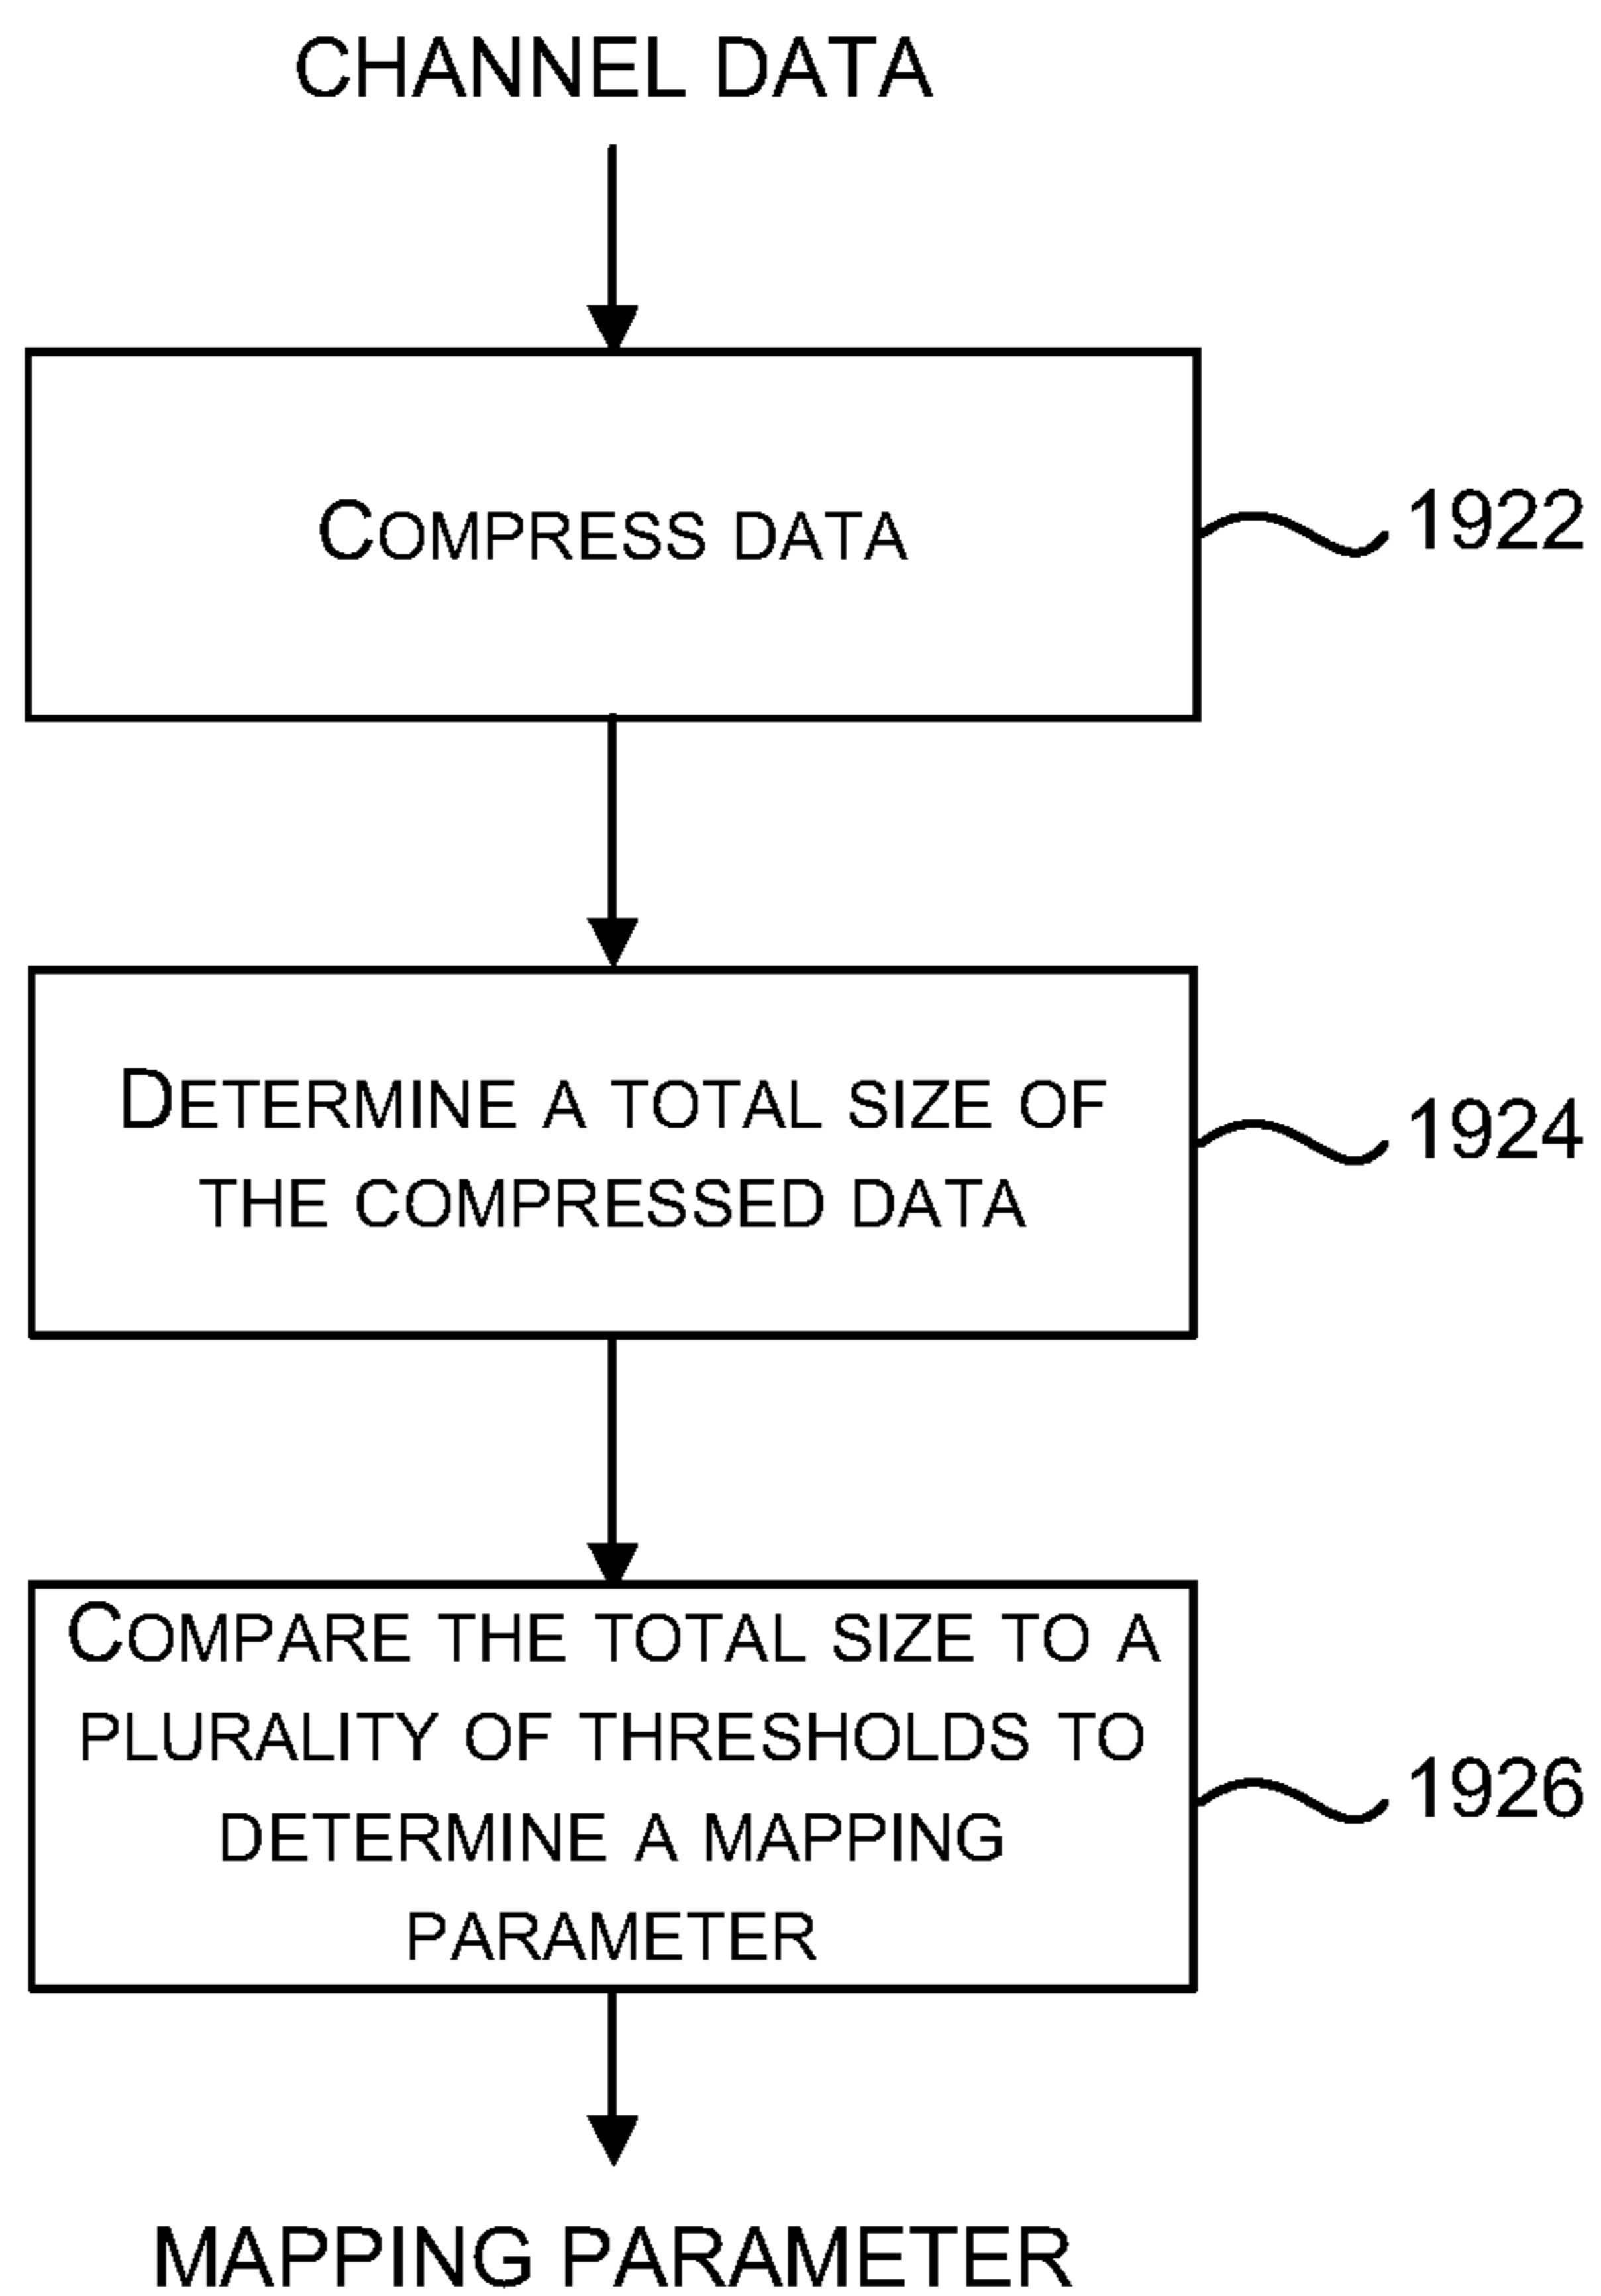 CHANNEL DATA
COMPRESS DATA
1922
DETERMINE A TOTAL SIZE OF
THE COMPRESSED DATA
1924
COMPARE THE TOTAL SIZE TO A
PLURALITY OF THRESHOLDS TO
DETERMINE A MAPPING
PARAMETER
1926
MAPPING PARAMETER